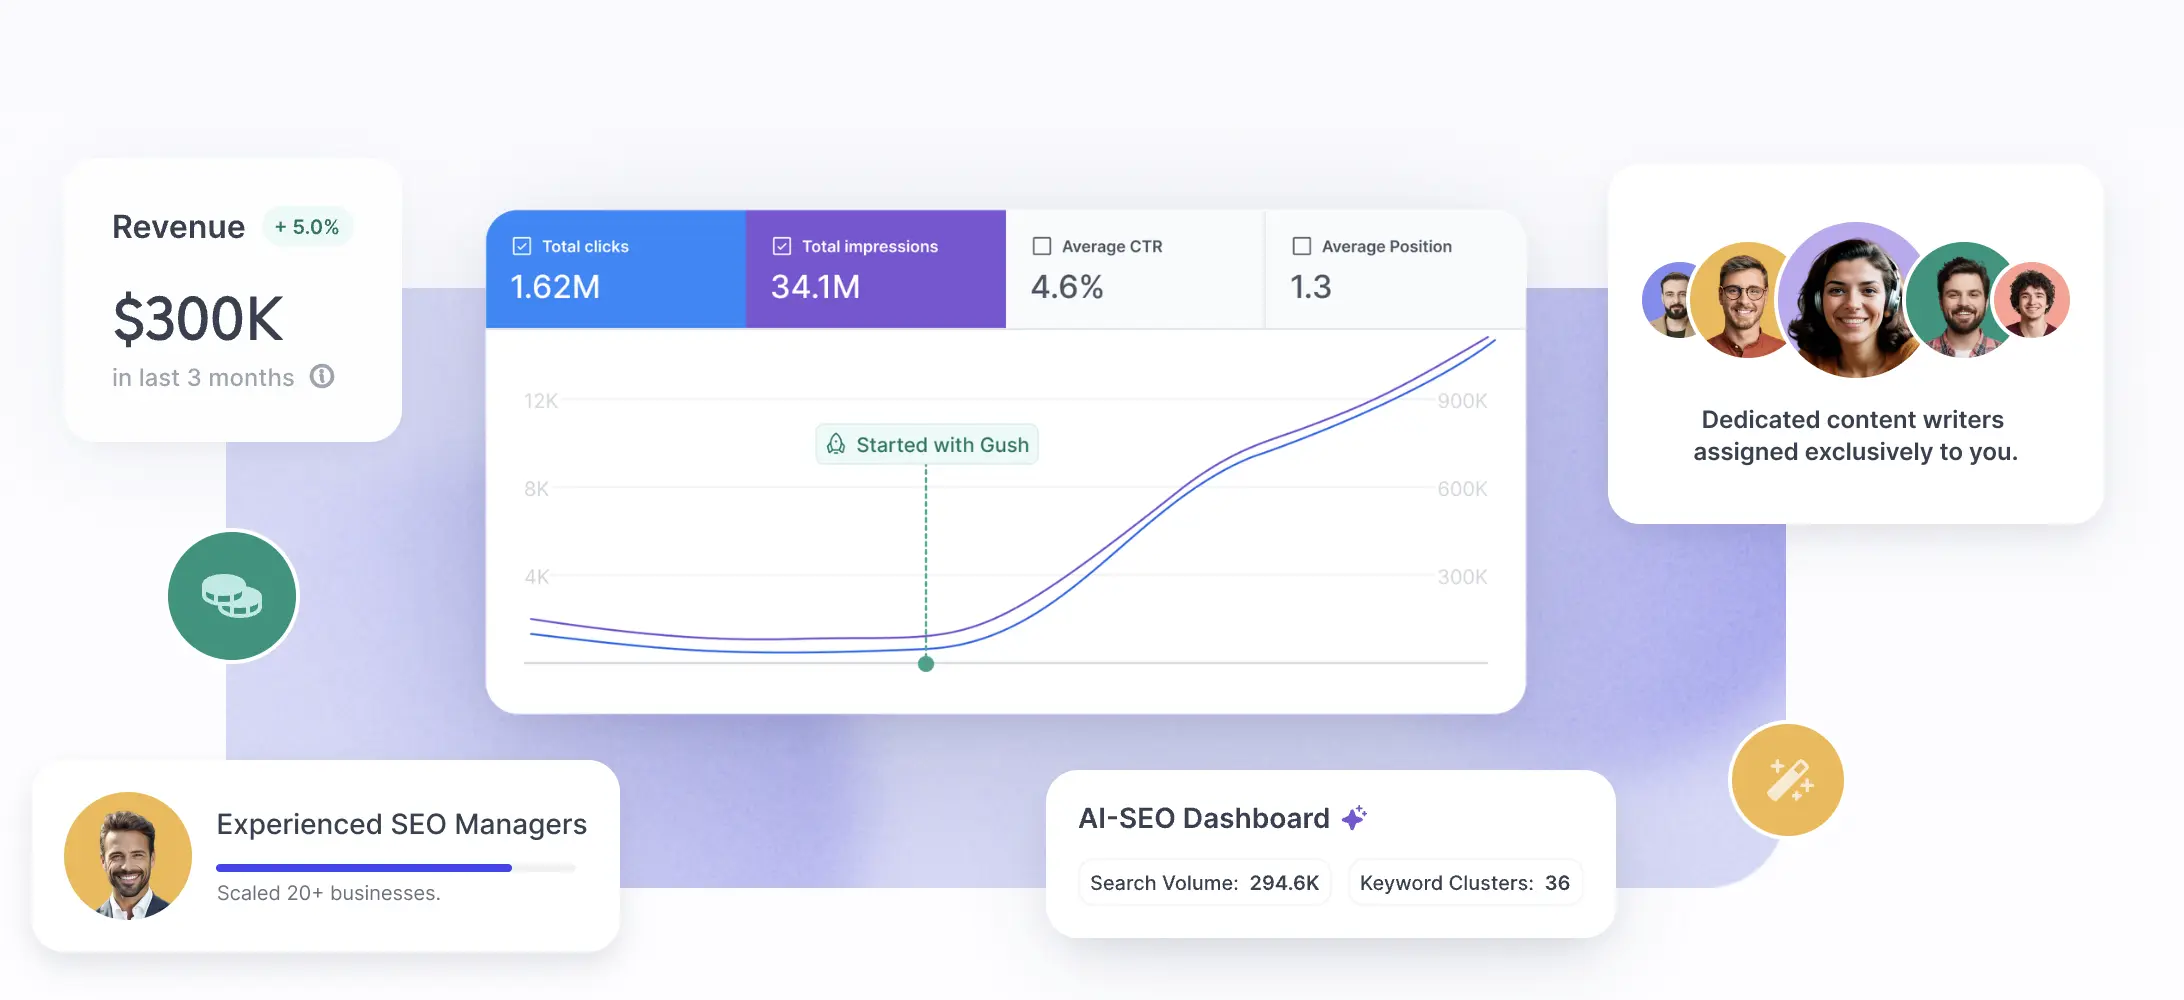 Revenue
+ 5.0%
$300K
in last 3 months
Total clicks
1.62M
Total impressions
34.1M
Average CTR
4.6%
Average Position
1.3
12K
900K
Started with Gush
8K
600K
4K
300K
Dedicated content writers
assigned exclusively to you.
Experienced SEO Managers
Scaled 20+ businesses.
AI-SEO Dashboard
Search Volume: 294.6K
Keyword Clusters: 36